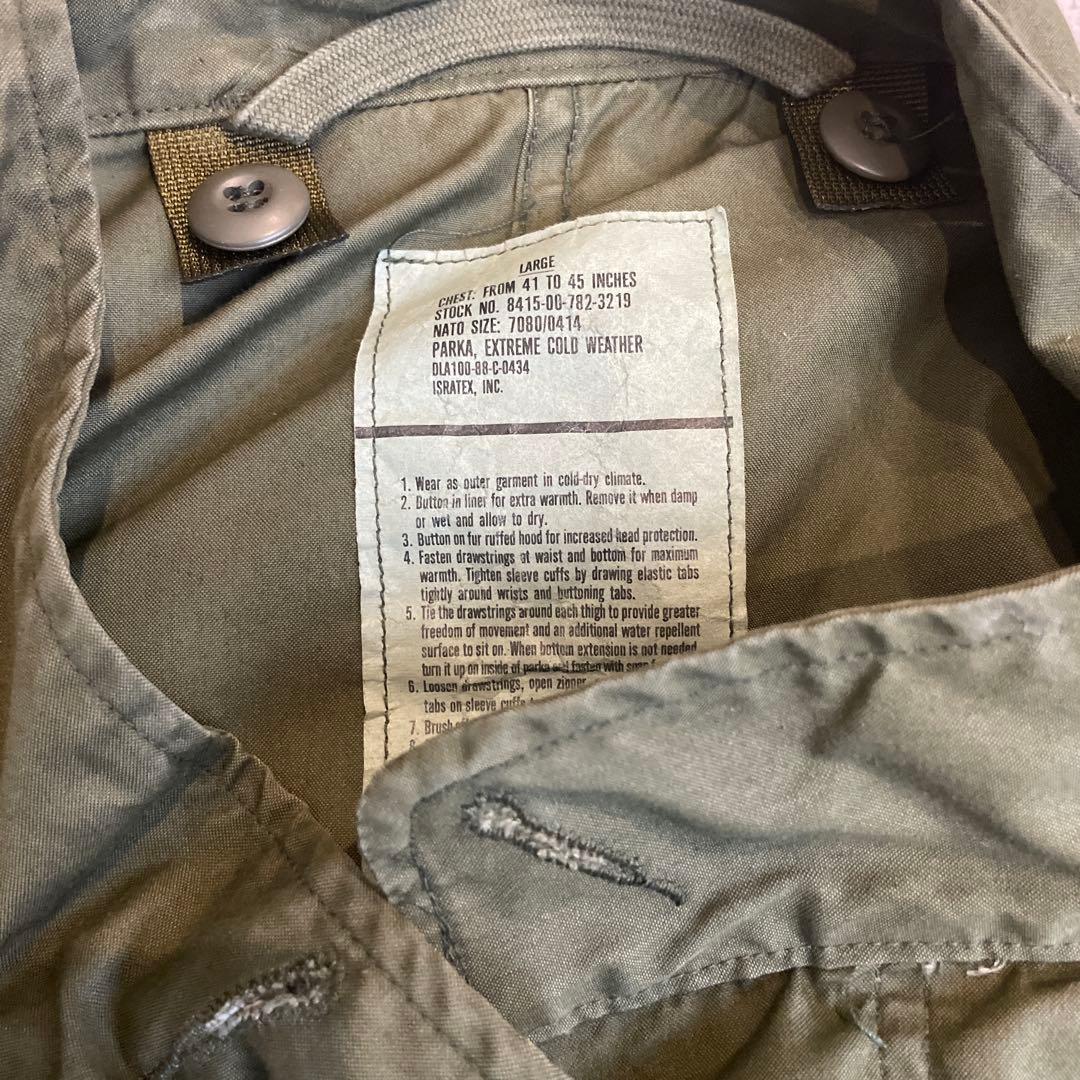 LARGE
CHEST: FROM 41 TO 45 INCHES
STOCK NO. 8415-00-782-3219
NATO SIZE: 7080/0414
PARKA, EXTREME COLD WEATHER
DLA100-88-C-0434
ISRATEX, INC.
1. Wear as outer garment in cold-dry climate.
2. Button in liner for extra warmth. Remove it when damp
or wet and allow to dry.
3. Button on fur ruffed hood for increased head protection.
4. Fasten drawstrings at waist and bottom for maximum
warmth. Tighten sleeve cuffs by drawing elastic tabs
tightly around wrists and buttoning tabs.
5. Tie the drawstrings around each thigh to provide greater
freedom of movement and an additional water repellent
surface to sit on. When bottom extension is not needed
turn it up on inside of parka and fasten with
6. Loosen drawstrings, open zipper
tabs on sleeve cuffs
7. Brush